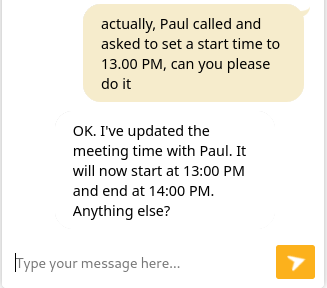 actually, Paul called and
asked to set a start time to
13.00 PM, can you please
do it
OK. I've updated the
meeting time with Paul. It
will now start at 13:00 PM
and end at 14:00 PM.
Anything else?
Type your message here...